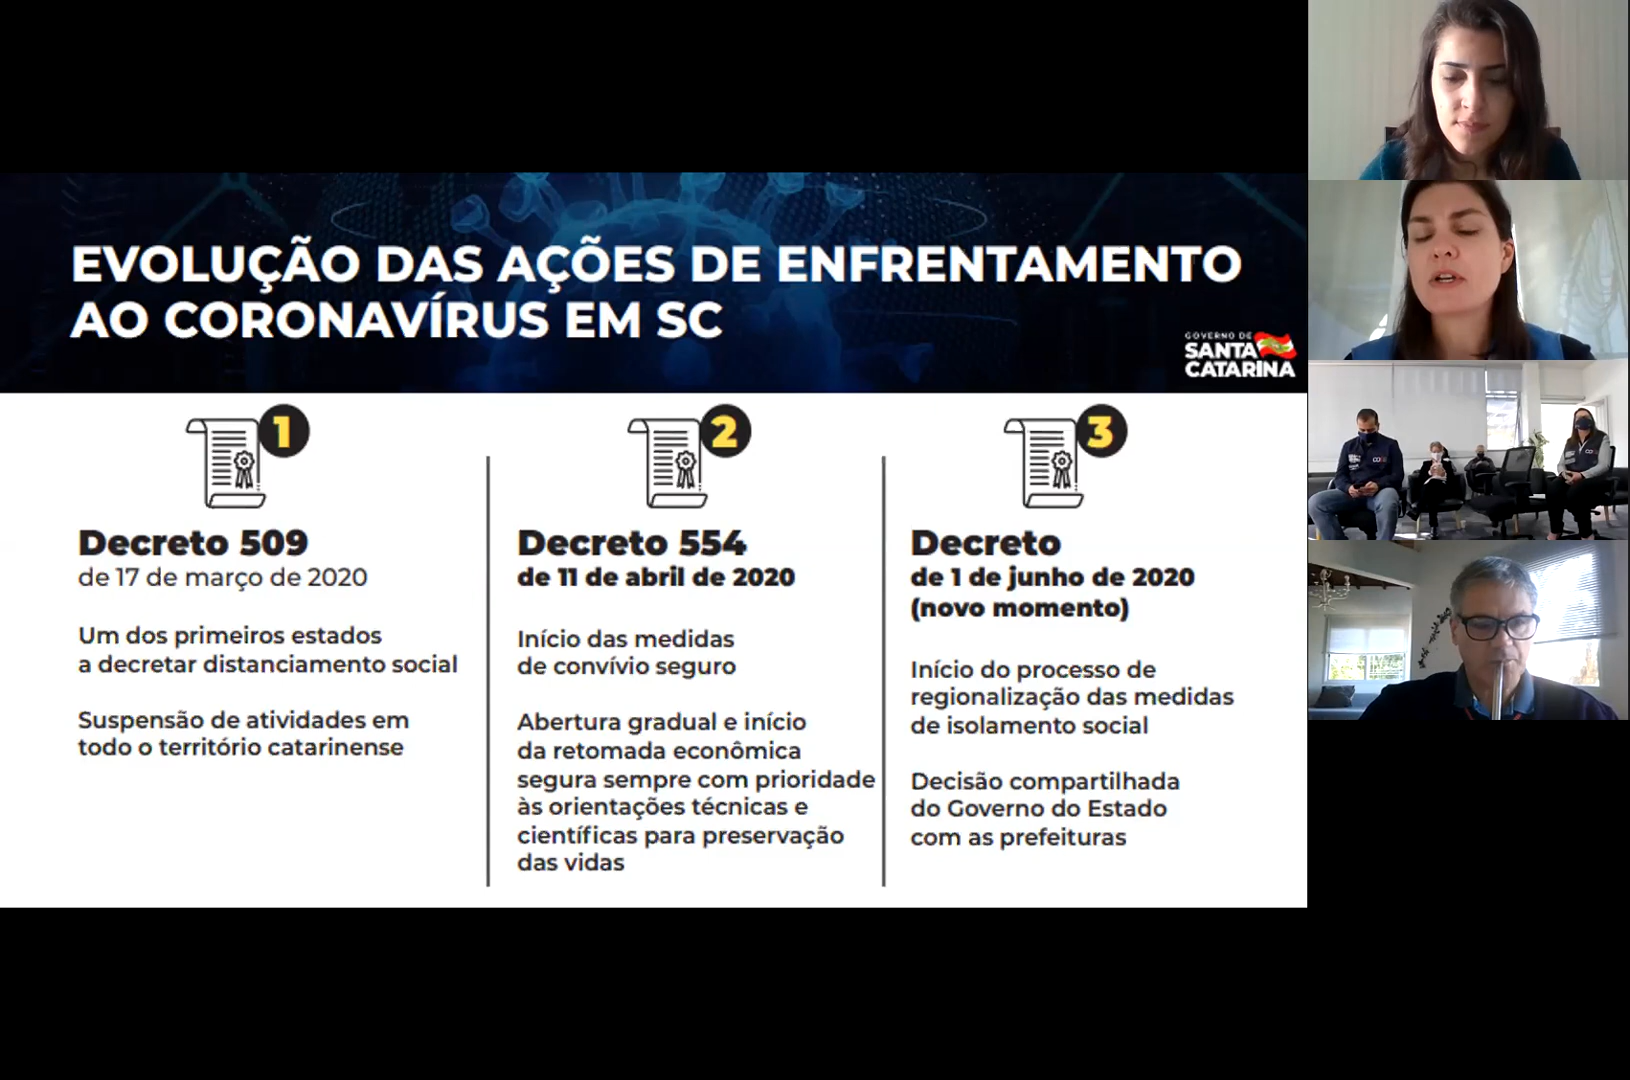 EVOLUÇÃO DAS AÇÕES DE ENFRENTAMENTO
AO CORONAVÍRUS EM SC
GOVERNO DE
SANTA
CATARINA
1
Decreto 509
de 17 de março de 2020
Um dos primeiros estados
a decretar distanciamento social
Suspensão de atividades em
todo o território catarinense
2
Decreto 554
de 11 de abril de 2020
Início das medidas
de convívio seguro
Abertura gradual e início
da retomada econômica
segura sempre com prioridade
às orientações técnicas e
científicas para preservação
das vidas
3
Decreto
de 1 de junho de 2020
(novo momento)
Início do processo de
regionalização das medidas
de isolamento social
Decisão compartilhada
do Governo do Estado
com as prefeituras